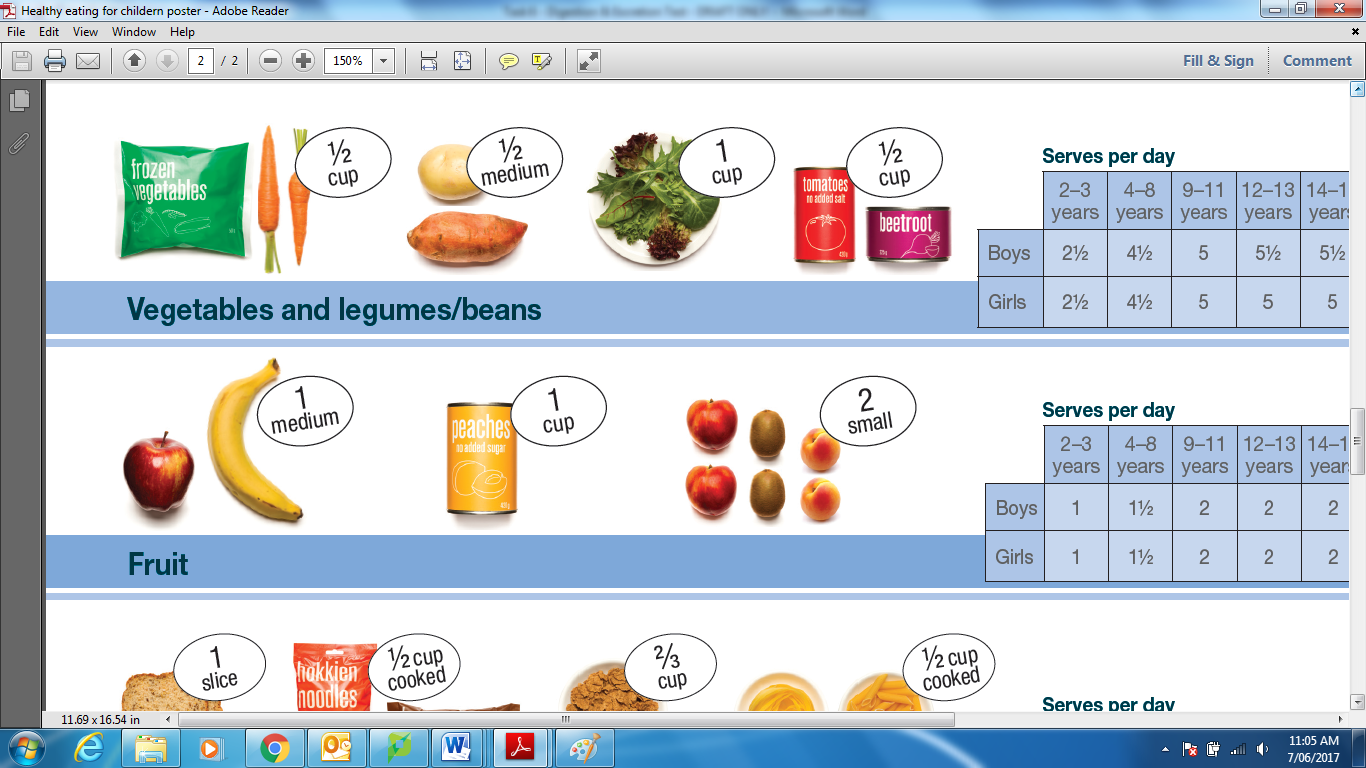 Healthy eating for childern poster - Adobe Reader
File Edit View Window Help
2 / 2 150% Fill & Sign Comment
frozen
vegetables
½
cup
½
medium
1
cup
tomatoes
no added salt
beetroot
½
cup
Vegetables and legumes/beans
Serves per day
2–3 years 4–8 years 9–11 years 12–13 years 14–1
Boys 2½ 4½ 5 5½ 5½
Girls 2½ 4½ 5 5 5
1
medium
peaches
no added sugar
1
cup
2
small
Fruit
Serves per day
2–3 years 4–8 years 9–11 years 12–13 years 14–1
Boys 1 1½ 2 2 2
Girls 1 1½ 2 2 2
1
slice
hokkien
noodles
½ cup
cooked
⅔
cup
½ cup
cooked
Serves per day
11.69 x 16.54 in
11:05 AM
7/06/2017